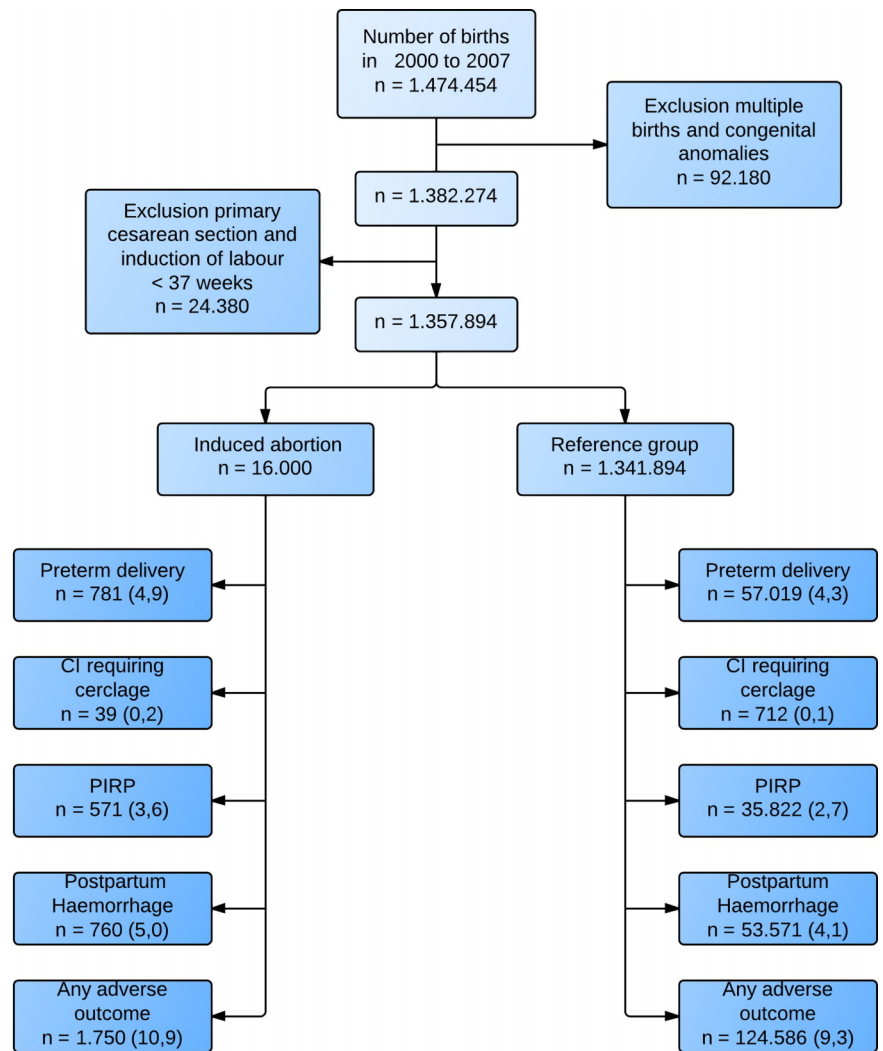 Number of births
in 2000 to 2007
n = 1.474.454
Exclusion multiple
births and congenital
anomalies
n = 92.180
n = 1.382.274
Exclusion primary
cesarean section and
induction of labour
< 37 weeks
n = 24.380
n = 1.357.894
Induced abortion
n = 16.000
Reference group
n = 1.341.894
Preterm delivery
n = 781 (4,9)
Preterm delivery
n = 57.019 (4,3)
CI requiring
cerclage
n = 39 (0,2)
CI requiring
cerclage
n = 712 (0,1)
PIRP
n = 571 (3,6)
PIRP
n = 35.822 (2,7)
Postpartum
Haemorrhage
n = 760 (5,0)
Postpartum
Haemorrhage
n = 53.571 (4,1)
Any adverse
outcome
n = 1.750 (10,9)
Any adverse
outcome
n = 124.586 (9,3)